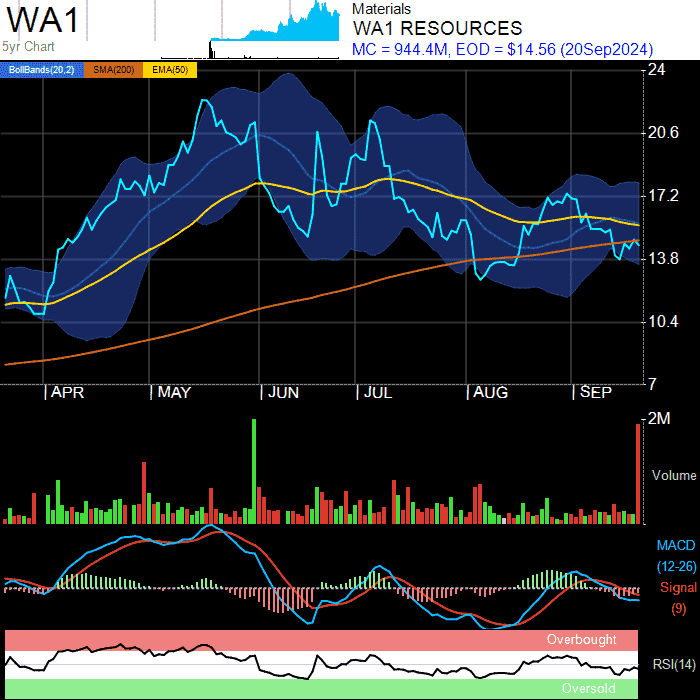 WA1
5yr Chart
Materials
WA1 RESOURCES
MC = 944.4M, EOD = $14.56 (20Sep2024)
BollBands(20,2) SMA(200) EMA(50)
24
20.6
17.2
13.8
10.4
7
APR MAY JUN JUL AUG SEP
2M
Volume
MACD
(12-26)
Signal
(9)
Overbought
RSI(14)
Oversold